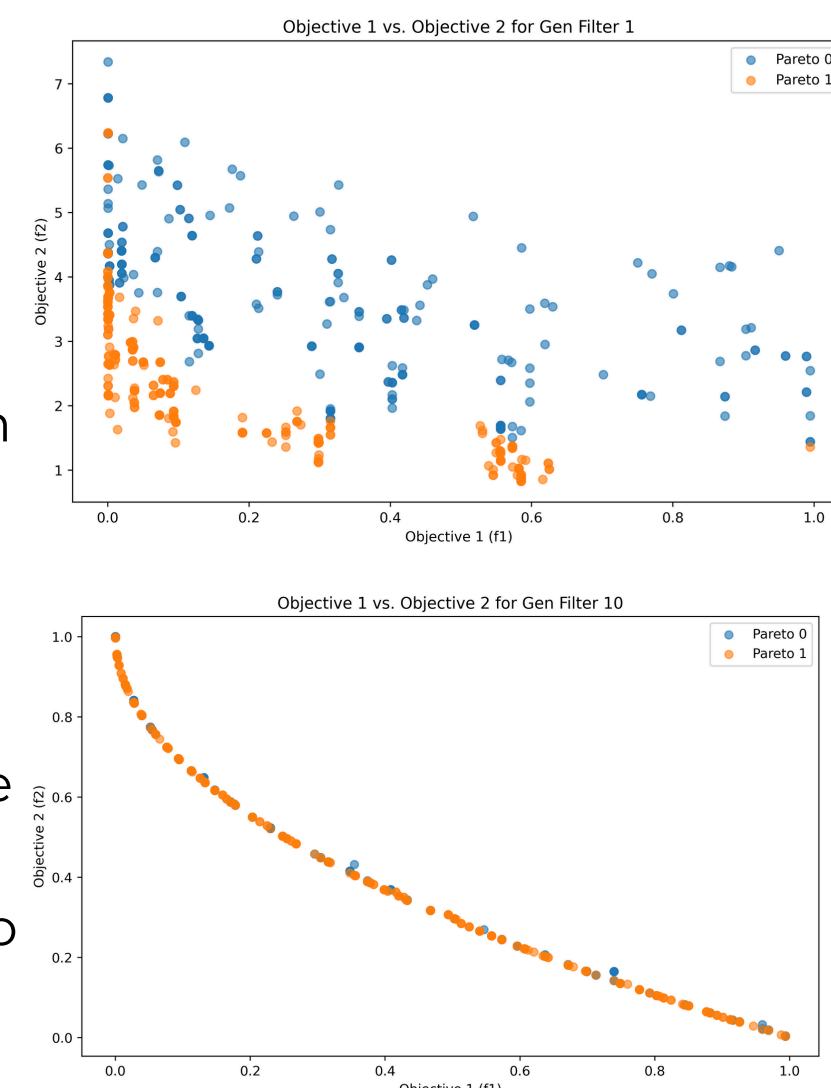 Objective 1 vs. Objective 2 for Gen Filter 1
Pareto 0
Pareto 1
7
6
5
4
3
2
1
Objective 2 (f2)
0.0 0.2 0.4 0.6 0.8 1.0
Objective 1 (f1)
Objective 1 vs. Objective 2 for Gen Filter 10
Pareto 0
Pareto 1
1.0
0.8
0.6
0.4
0.2
0.0
Objective 2 (f2)
0.0 0.2 0.4 0.6 0.8 1.0
Objective 1 (f1)